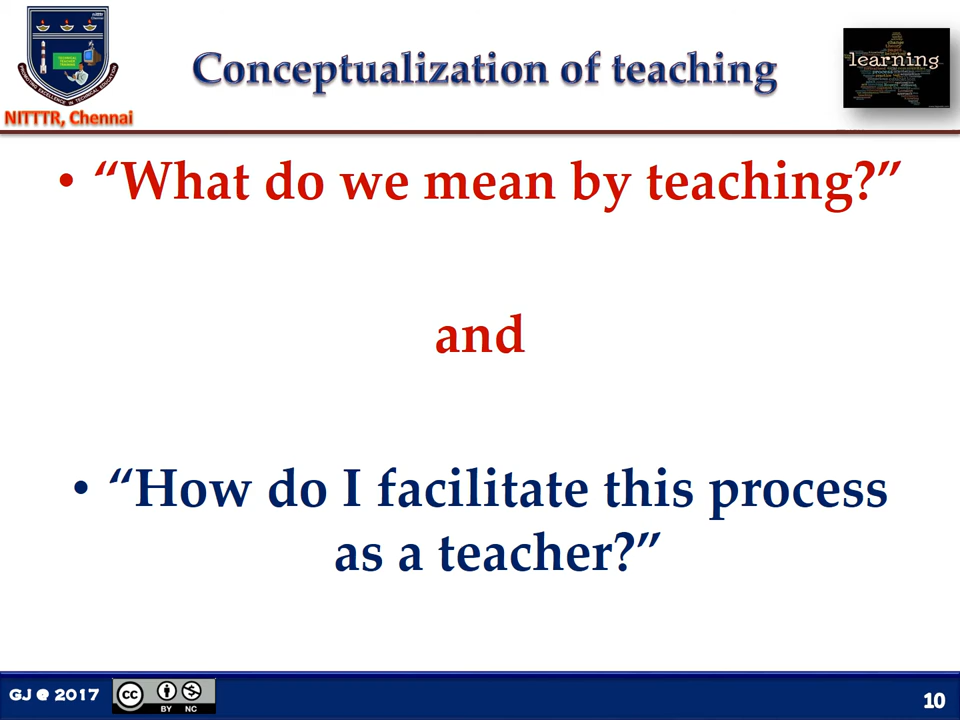 Conceptualization of teaching
learning
NITTTR, Chennai
• “What do we mean by teaching?”
and
• “How do I facilitate this process
as a teacher?”
GJ @ 2017
CC
BY NC
10